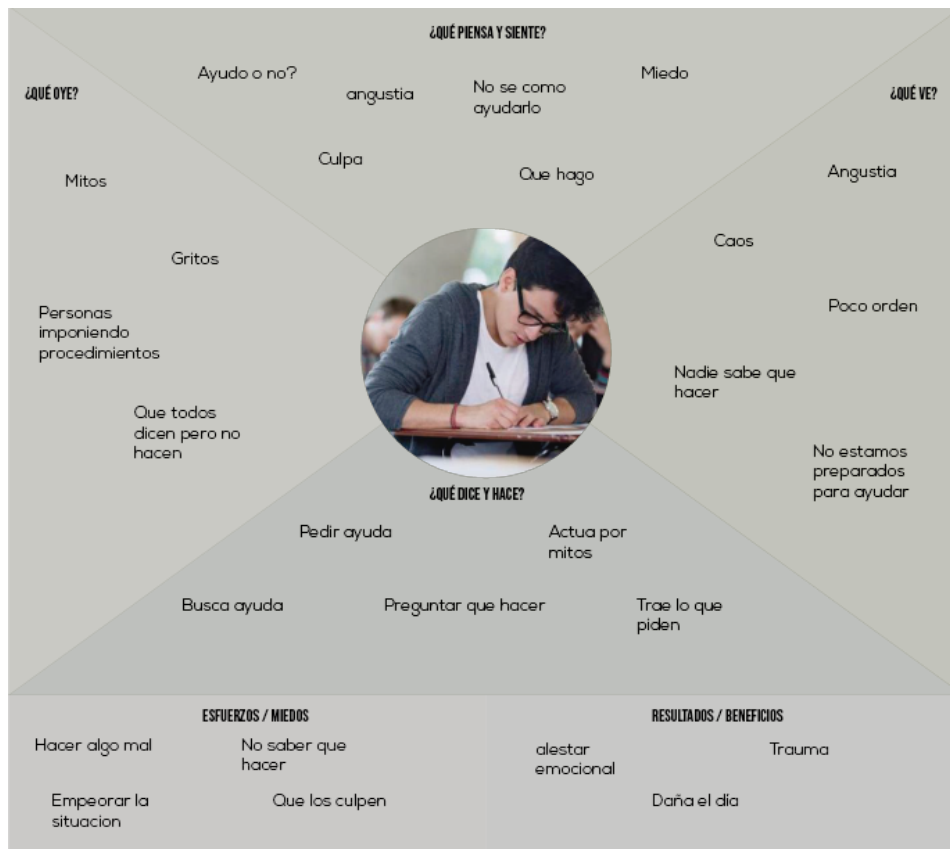 ¿QUÉ PIENSA Y SIENTE?
Ayudo o no?
angustia
No se como
ayudarlo
Miedo
Culpa
Que hago
¿QUÉ OYE?
Mitos
Gritos
Personas
imponiendo
procedimientos
Que todos
dicen pero no
hacen
¿QUÉ VE?
Angustia
Caos
Poco orden
Nadie sabe que
hacer
No estamos
preparados
para ayudar
¿QUÉ DICE Y HACE?
Pedir ayuda
Actua por
mitos
Busca ayuda
Preguntar que hacer
Trae lo que
piden
ESFUERZOS / MIEDOS
Hacer algo mal
No saber que
hacer
Empeorar la
situacion
Que los culpen
RESULTADOS / BENEFICIOS
alestar
emocional
Trauma
Daña el día